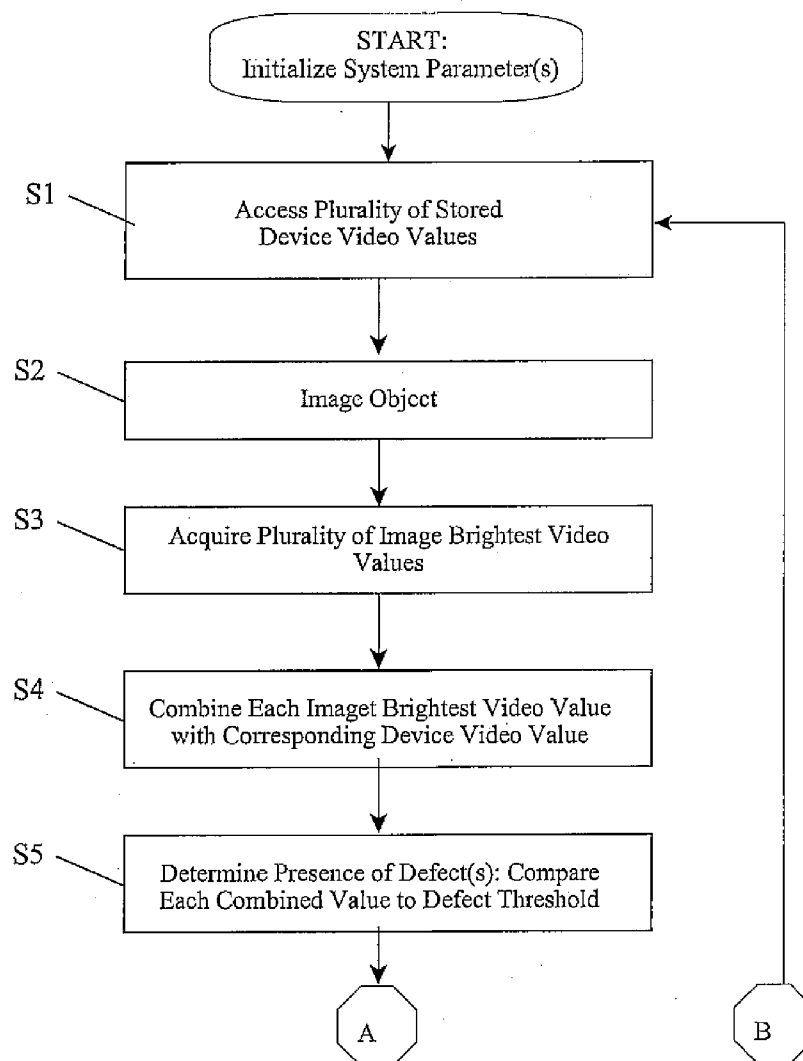 START:
Initialize System Parameter(s)
S1
Access Plurality of Stored
Device Video Values
S2
Image Object
S3
Acquire Plurality of Image Brightest Video
Values
S4
Combine Each Imaget Brightest Video Value
with Corresponding Device Video Value
S5
Determine Presence of Defect(s): Compare
Each Combined Value to Defect Threshold
A
B